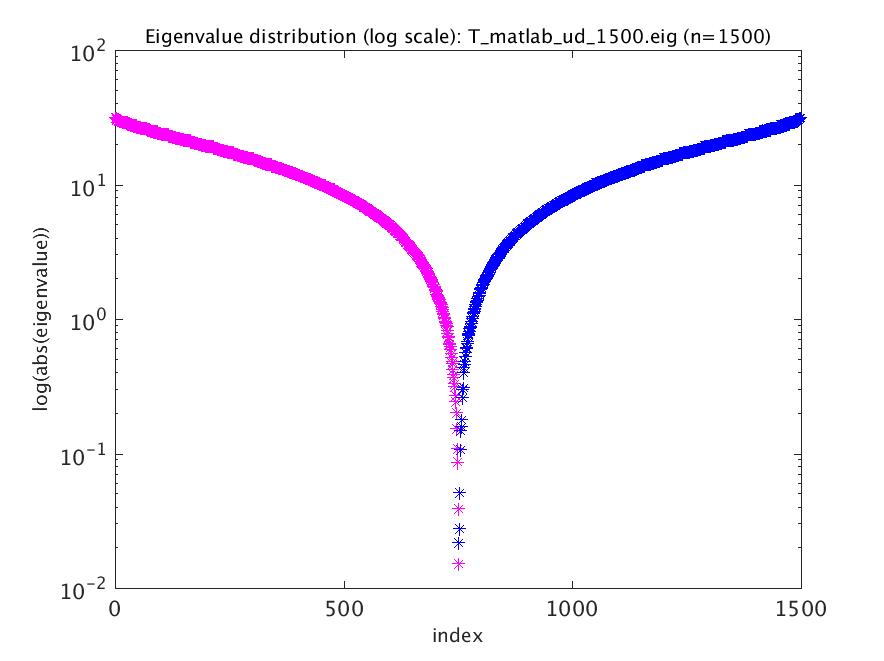 Eigenvalue distribution (log scale): T_matlab_ud_1500.eig (n=1500)
10^2
10^1
10^0
10^-1
10^-2
log(abs(eigenvalue))
0 500 1000 1500
index